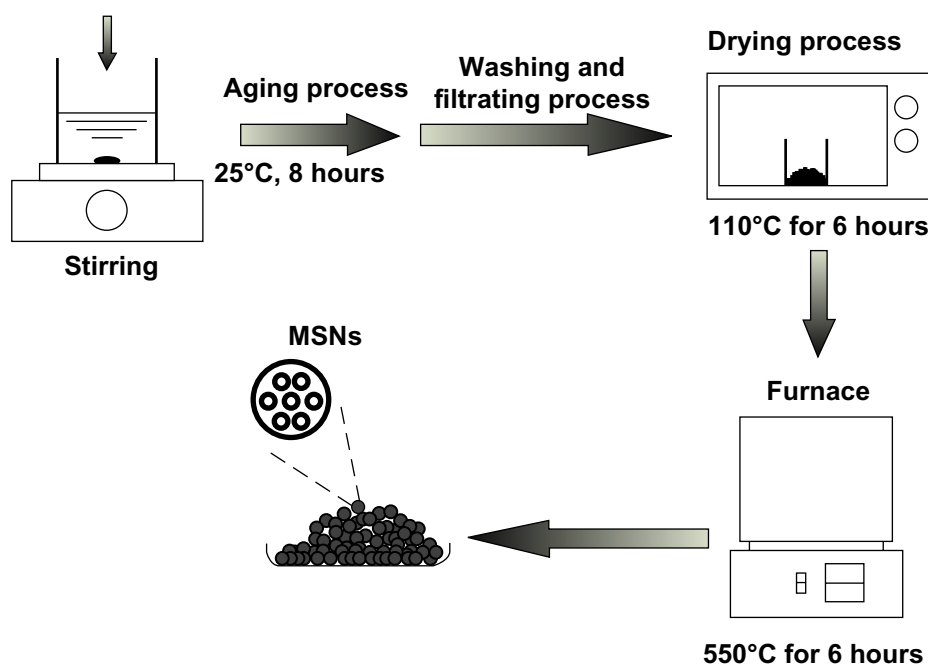 Stirring
Aging process
25°C, 8 hours
Washing and
filtrating process
Drying process
110°C for 6 hours
Furnace
550°C for 6 hours
MSNs